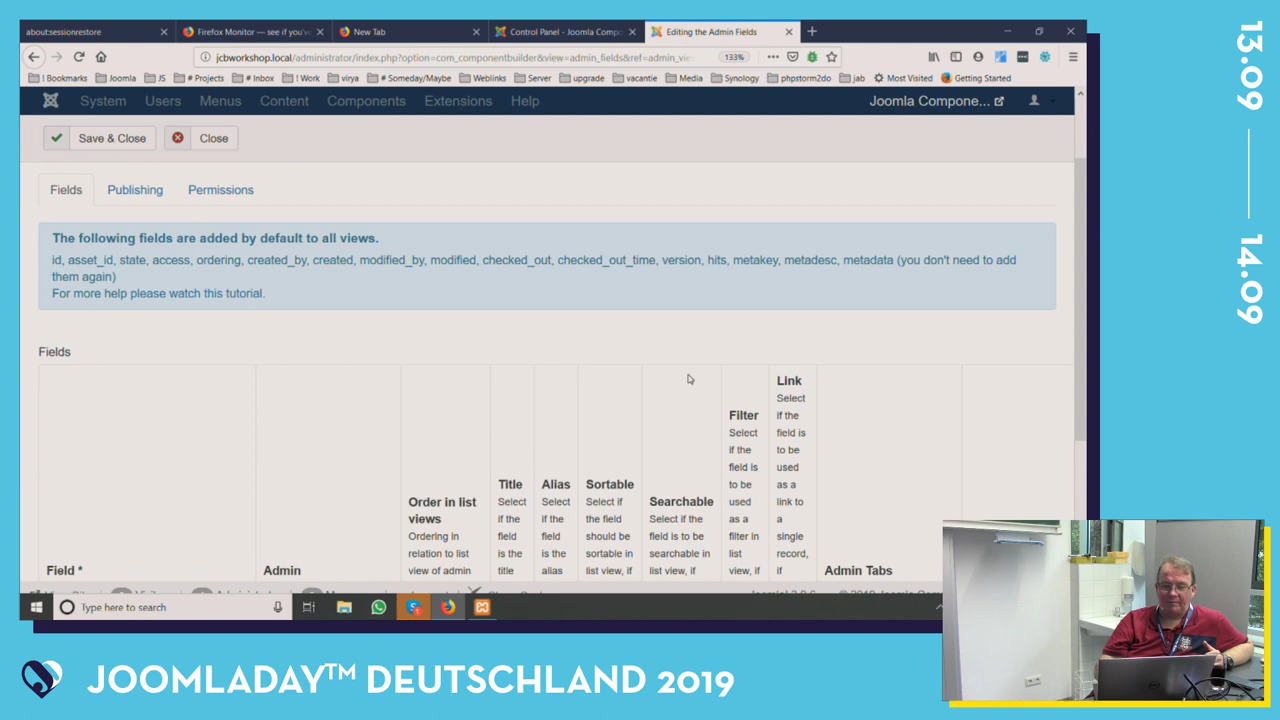 about:sessionrestore
Firefox Monitor — see if you'v
New Tab
Control Panel - Joomla Compo
Editing the Admin Fields
jcbworkshop.local/administrator/index.php?option=com_componentbuilder&view=admin_fields&ref=admin_vie
133%
! Bookmarks Joomla JS # Projects # Inbox ! Work virya # Someday/Maybe Weblinks Server upgrade vacantie Media Synology phpstorm2do jab Most Visited Getting Started
System Users Menus Content Components Extensions Help
Joomla Compone...
Save & Close
Close
Fields Publishing Permissions
The following fields are added by default to all views.
id, asset_id, state, access, ordering, created_by, created, modified_by, modified, checked_out, checked_out_time, version, hits, metakey, metadesc, metadata (you don't need to add
them again)
For more help please watch this tutorial.
Fields
Field *
Admin
Order in list
views
Ordering in
relation to list
view of admin
Title
Select
if the
field
is the
title
Alias
Select
if the
field
is the
alias
Sortable
Select if
the field
should be
sortable in
list view, if
Searchable
Select if the
field is to be
searchable in
list view, if
Filter
Select
if the
field is
to be
used
as a
filter in
list
view, if
Link
Select
if the
field is
to be
used
as a
link to
a
single
record,
if
Admin Tabs
Type here to search
13.09
14.09
JOOMLADAY™ DEUTSCHLAND 2019